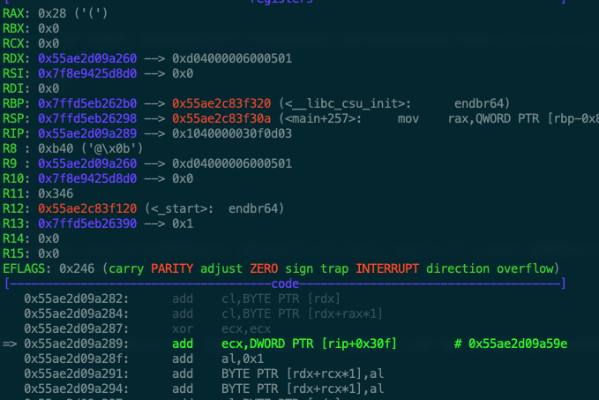 [------------------------------registers------------------------------]
RAX: 0x28 ('(')
RBX: 0x0
RCX: 0x0
RDX: 0x55ae2d09a260 --> 0xd04000006000501
RSI: 0x7f8e9425d8d0 --> 0x0
RDI: 0x0
RBP: 0x7ffd5eb262b0 --> 0x55ae2c83f320 (<__libc_csu_init>: endbr64)
RSP: 0x7ffd5eb26298 --> 0x55ae2c83f30a (<main+257>: mov rax,QWORD PTR [rbp-0x8
RIP: 0x55ae2d09a289 --> 0x1040000030f0d03
R8 : 0xb40 ('@\x0b')
R9 : 0x55ae2d09a260 --> 0xd04000006000501
R10: 0x7f8e9425d8d0 --> 0x0
R11: 0x346
R12: 0x55ae2c83f120 (<_start>: endbr64)
R13: 0x7ffd5eb26390 --> 0x1
R14: 0x0
R15: 0x0
EFLAGS: 0x246 (carry PARITY adjust ZERO sign trap INTERRUPT direction overflow)
[-------------------------------------code-------------------------------------]
0x55ae2d09a282: add cl,BYTE PTR [rdx]
0x55ae2d09a284: add cl,BYTE PTR [rdx+rax*1]
0x55ae2d09a287: xor ecx,ecx
=> 0x55ae2d09a289: add ecx,DWORD PTR [rip+0x30f] # 0x55ae2d09a59e
0x55ae2d09a28f: add al,0x1
0x55ae2d09a291: add BYTE PTR [rdx+rcx*1],al
0x55ae2d09a294: add BYTE PTR [rdx+rcx*1],al